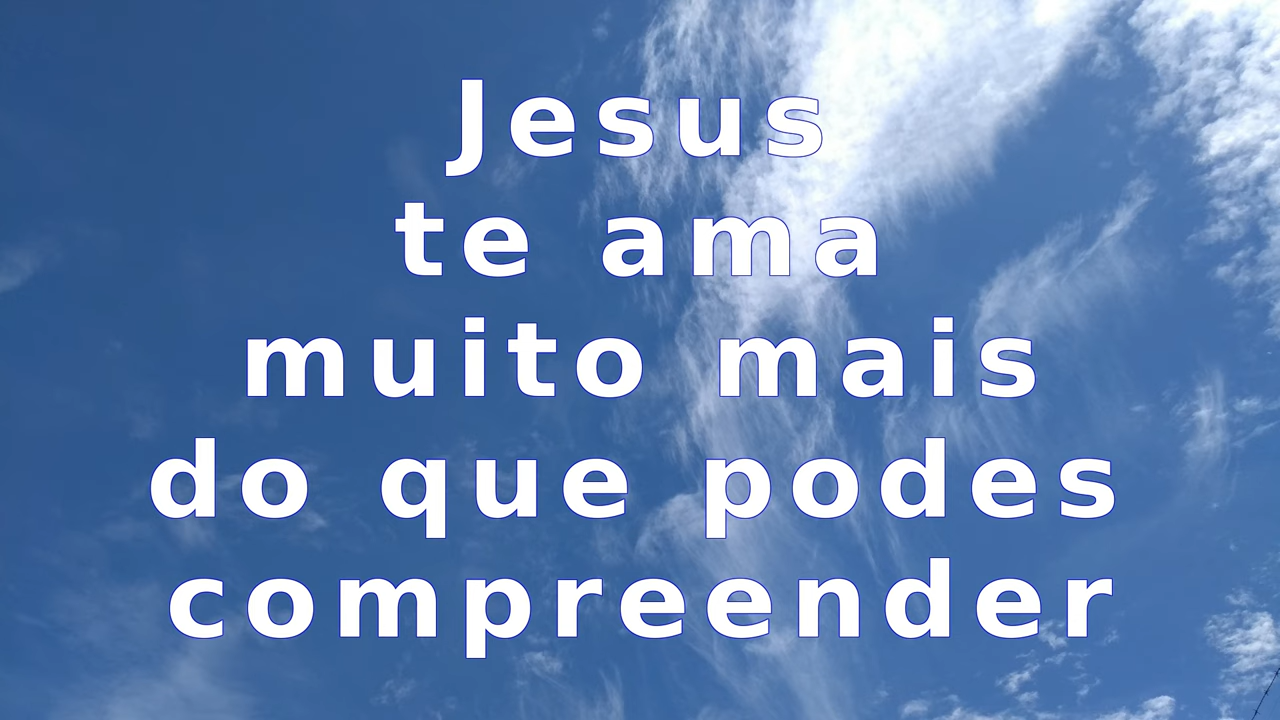 Jesus
te ama
muito mais
do que podes
compreender